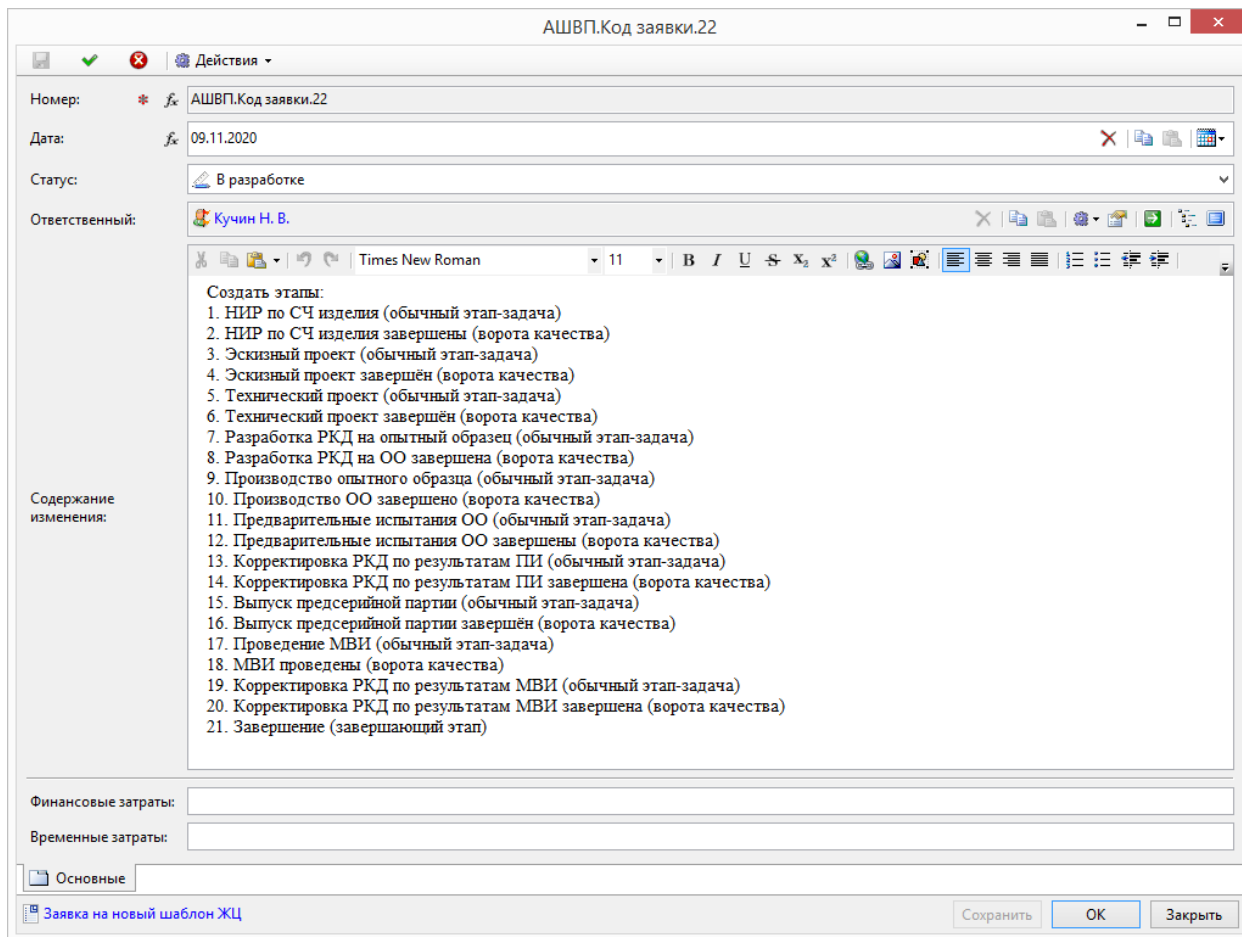 АШВП.Код заявки.22
Действия
Номер: * fx АШВП.Код заявки.22
Дата: fx 09.11.2020
Статус: В разработке
Ответственный: Кучин Н. В.
Times New Roman 11 B I U S X₂ x²
Содержание изменения:
Создать этапы:
1. НИР по СЧ изделия (обычный этап-задача)
2. НИР по СЧ изделия завершены (ворота качества)
3. Эскизный проект (обычный этап-задача)
4. Эскизный проект завершён (ворота качества)
5. Технический проект (обычный этап-задача)
6. Технический проект завершён (ворота качества)
7. Разработка РКД на опытный образец (обычный этап-задача)
8. Разработка РКД на ОО завершена (ворота качества)
9. Производство опытного образца (обычный этап-задача)
10. Производство ОО завершено (ворота качества)
11. Предварительные испытания ОО (обычный этап-задача)
12. Предварительные испытания ОО завершены (ворота качества)
13. Корректировка РКД по результатам ПИ (обычный этап-задача)
14. Корректировка РКД по результатам ПИ завершена (ворота качества)
15. Выпуск предсерийной партии (обычный этап-задача)
16. Выпуск предсерийной партии завершён (ворота качества)
17. Проведение МВИ (обычный этап-задача)
18. МВИ проведены (ворота качества)
19. Корректировка РКД по результатам МВИ (обычный этап-задача)
20. Корректировка РКД по результатам МВИ завершена (ворота качества)
21. Завершение (завершающий этап)
Финансовые затраты:
Временные затраты:
Основные
Заявка на новый шаблон ЖЦ
Сохранить ОК Закрыть